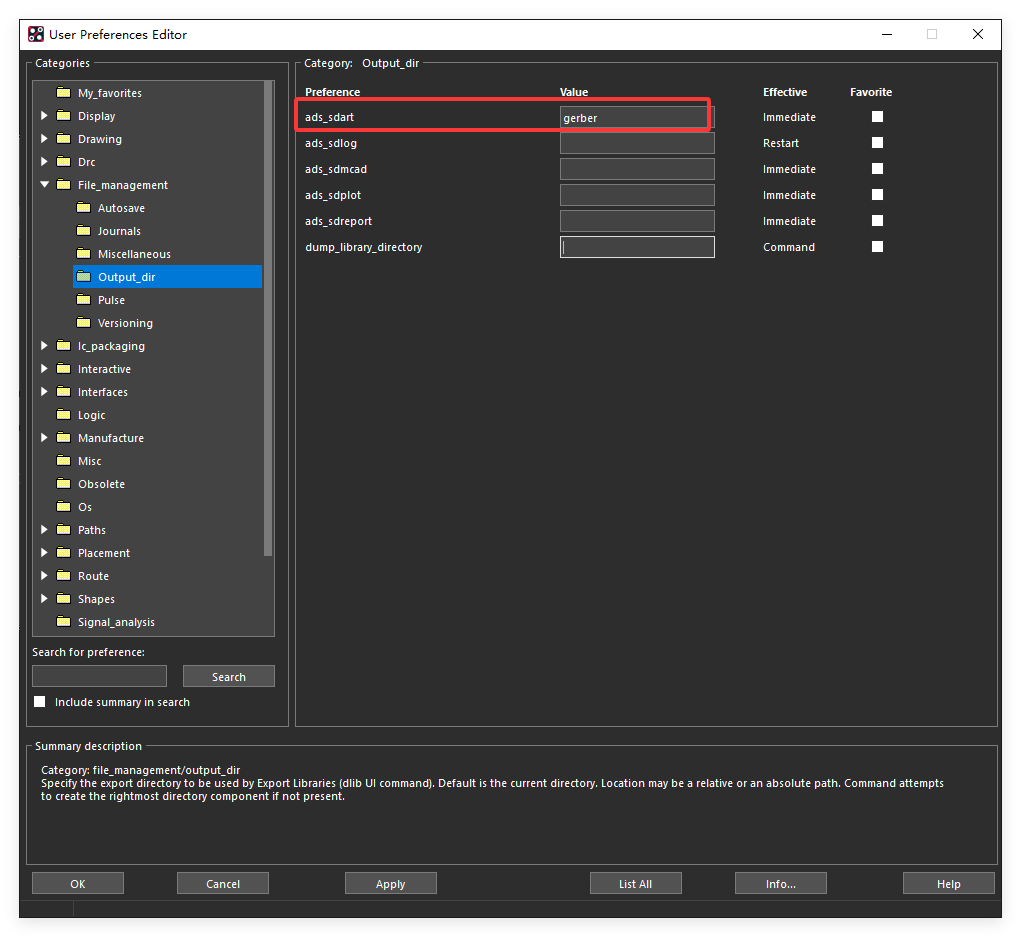 User Preferences Editor
Categories
My_favorites
Display
Drawing
Drc
File_management
Autosave
Journals
Miscellaneous
Output_dir
Pulse
Versioning
Ic_packaging
Interactive
Interfaces
Logic
Manufacture
Misc
Obsolete
Os
Paths
Placement
Route
Shapes
Signal_analysis
Search for preference:
Search
Include summary in search
Category: Output_dir
Preference Value Effective Favorite
ads_sdart gerber Immediate
ads_sdlog Restart
ads_sdmcad Immediate
ads_sdplot Immediate
ads_sdreport Immediate
dump_library_directory Command
Summary description
Category: file_management/output_dir
Specify the export directory to be used by Export Libraries (dlib UI command). Default is the current directory. Location may be a relative or an absolute path. Command attempts
to create the rightmost directory component if not present.
OK Cancel Apply List All Info... Help